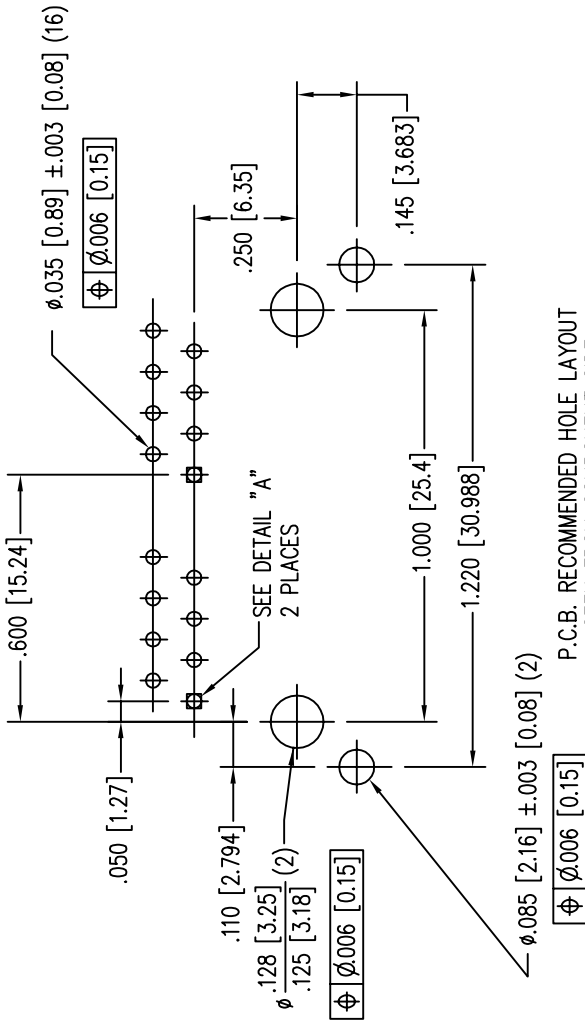 ø.035 [0.89] ±.003 [0.08] (16)
⌖ Ø.006 [0.15]
.600 [15.24]
.050 [1.27]
.250 [6.35]
.145 [3.683]
SEE DETAIL "A"
2 PLACES
.110 [2.794]
ø .128 [3.25] (2)
.125 [3.18]
⌖ Ø.006 [0.15]
1.000 [25.4]
1.220 [30.988]
ø.085 [2.16] ±.003 [0.08] (2)
⌖ Ø.006 [0.15]
P.C.B. RECOMMENDED HOLE LAYOUT